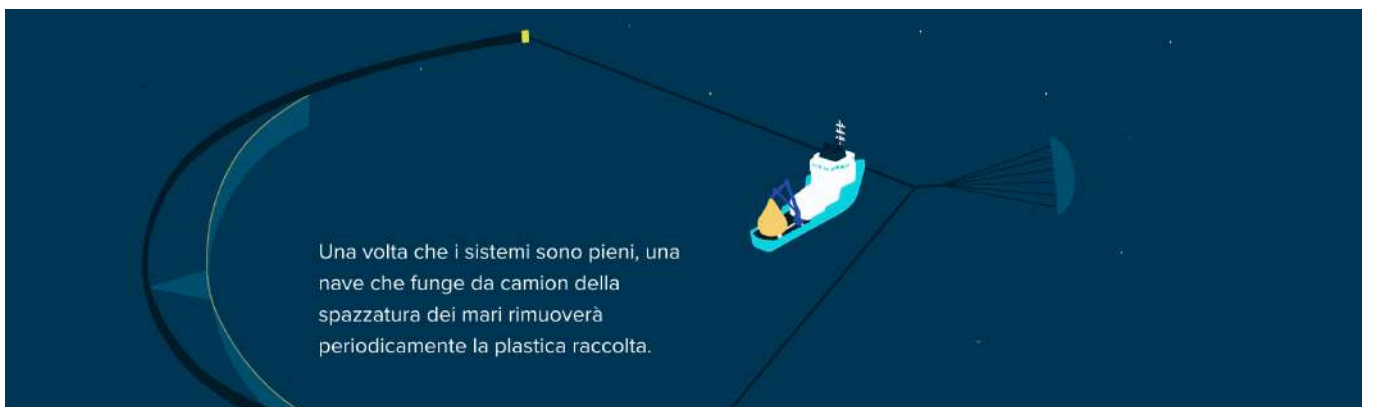 Una volta che i sistemi sono pieni, una
nave che funge da camion della
spazzatura dei mari rimuoverà
periodicamente la plastica raccolta.